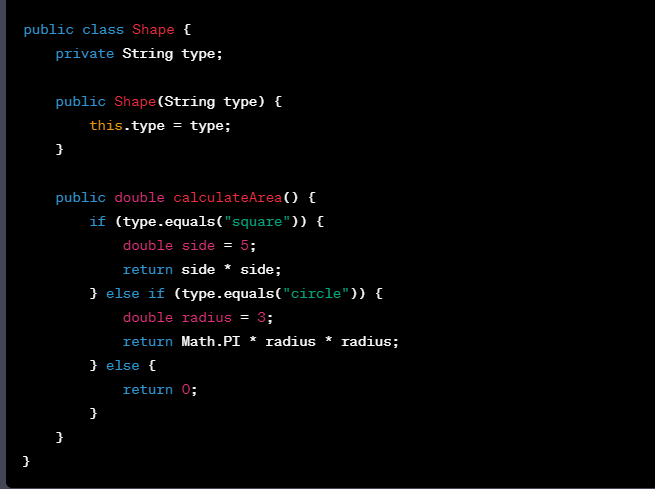 public class Shape {
    private String type;

    public Shape(String type) {
        this.type = type;
    }

    public double calculateArea() {
        if (type.equals("square")) {
            double side = 5;
            return side * side;
        } else if (type.equals("circle")) {
            double radius = 3;
            return Math.PI * radius * radius;
        } else {
            return 0;
        }
    }
}